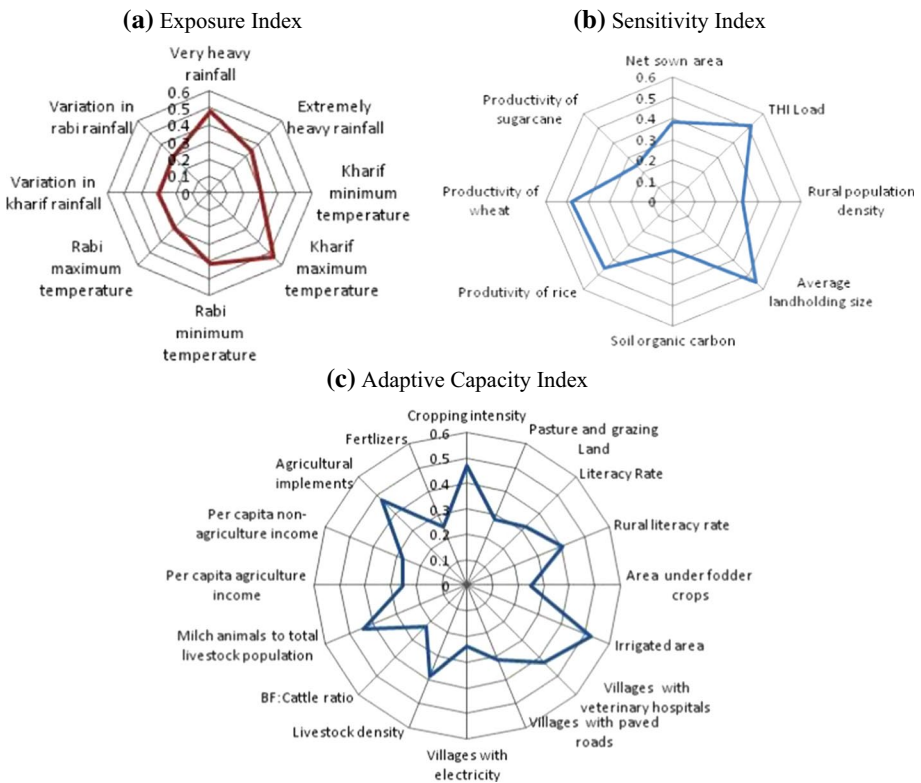 (a) Exposure Index
Very heavy
rainfall
Extremely
heavy rainfall
Kharif
minimum
temperature
Kharif
maximum
temperature
Rabi
minimum
temperature
Rabi
maximum
temperature
Variation in
kharif rainfall
Variation in
rabi rainfall
0.6
0.5
0.4
0.3
0.2
0.1
0
(b) Sensitivity Index
Net sown area
THI Load
Rural population
density
Average
landholding size
Soil organic carbon
Produtivity of rice
Productivity of
wheat
Productivity of
sugarcane
0.6
0.5
0.4
0.3
0.2
0.1
0
(c) Adaptive Capacity Index
Cropping intensity
Pasture and grazing
Land
Literacy Rate
Rural literacy rate
Area under fodder
crops
Irrigated area
Villages with
veterinary hospitals
Villages with paved
roads
Villages with
electricity
Livestock density
BF:Cattle ratio
Milch animals to total
livestock population
Per capita agriculture
income
Per capita non-
agriculture income
Agricultural
implements
Fertlizers
0.6
0.5
0.4
0.3
0.2
0.1
0